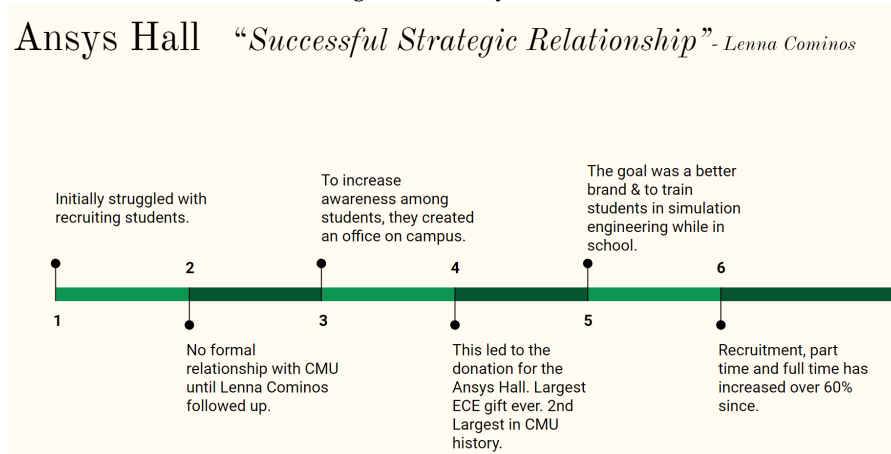 Ansys Hall "Successful Strategic Relationship"- Lenna Cominos
Initially struggled with
recruiting students.
To increase
awareness among
students, they created
an office on campus.
The goal was a better
brand & to train
students in simulation
engineering while in
school.
2 4 6
1 3 5
No formal
relationship with CMU
until Lenna Cominos
followed up.
This led to the
donation for the
Ansys Hall. Largest
ECE gift ever. 2nd
Largest in CMU
history.
Recruitment, part
time and full time has
increased over 60%
since.